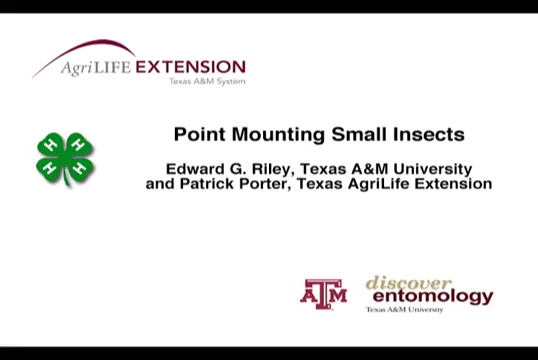 AgriLIFE EXTENSION
Texas A&M System
H H
H H
Point Mounting Small Insects
Edward G. Riley, Texas A&M University
and Patrick Porter, Texas AgriLife Extension
ATM
discover
entomology
Texas A&M University